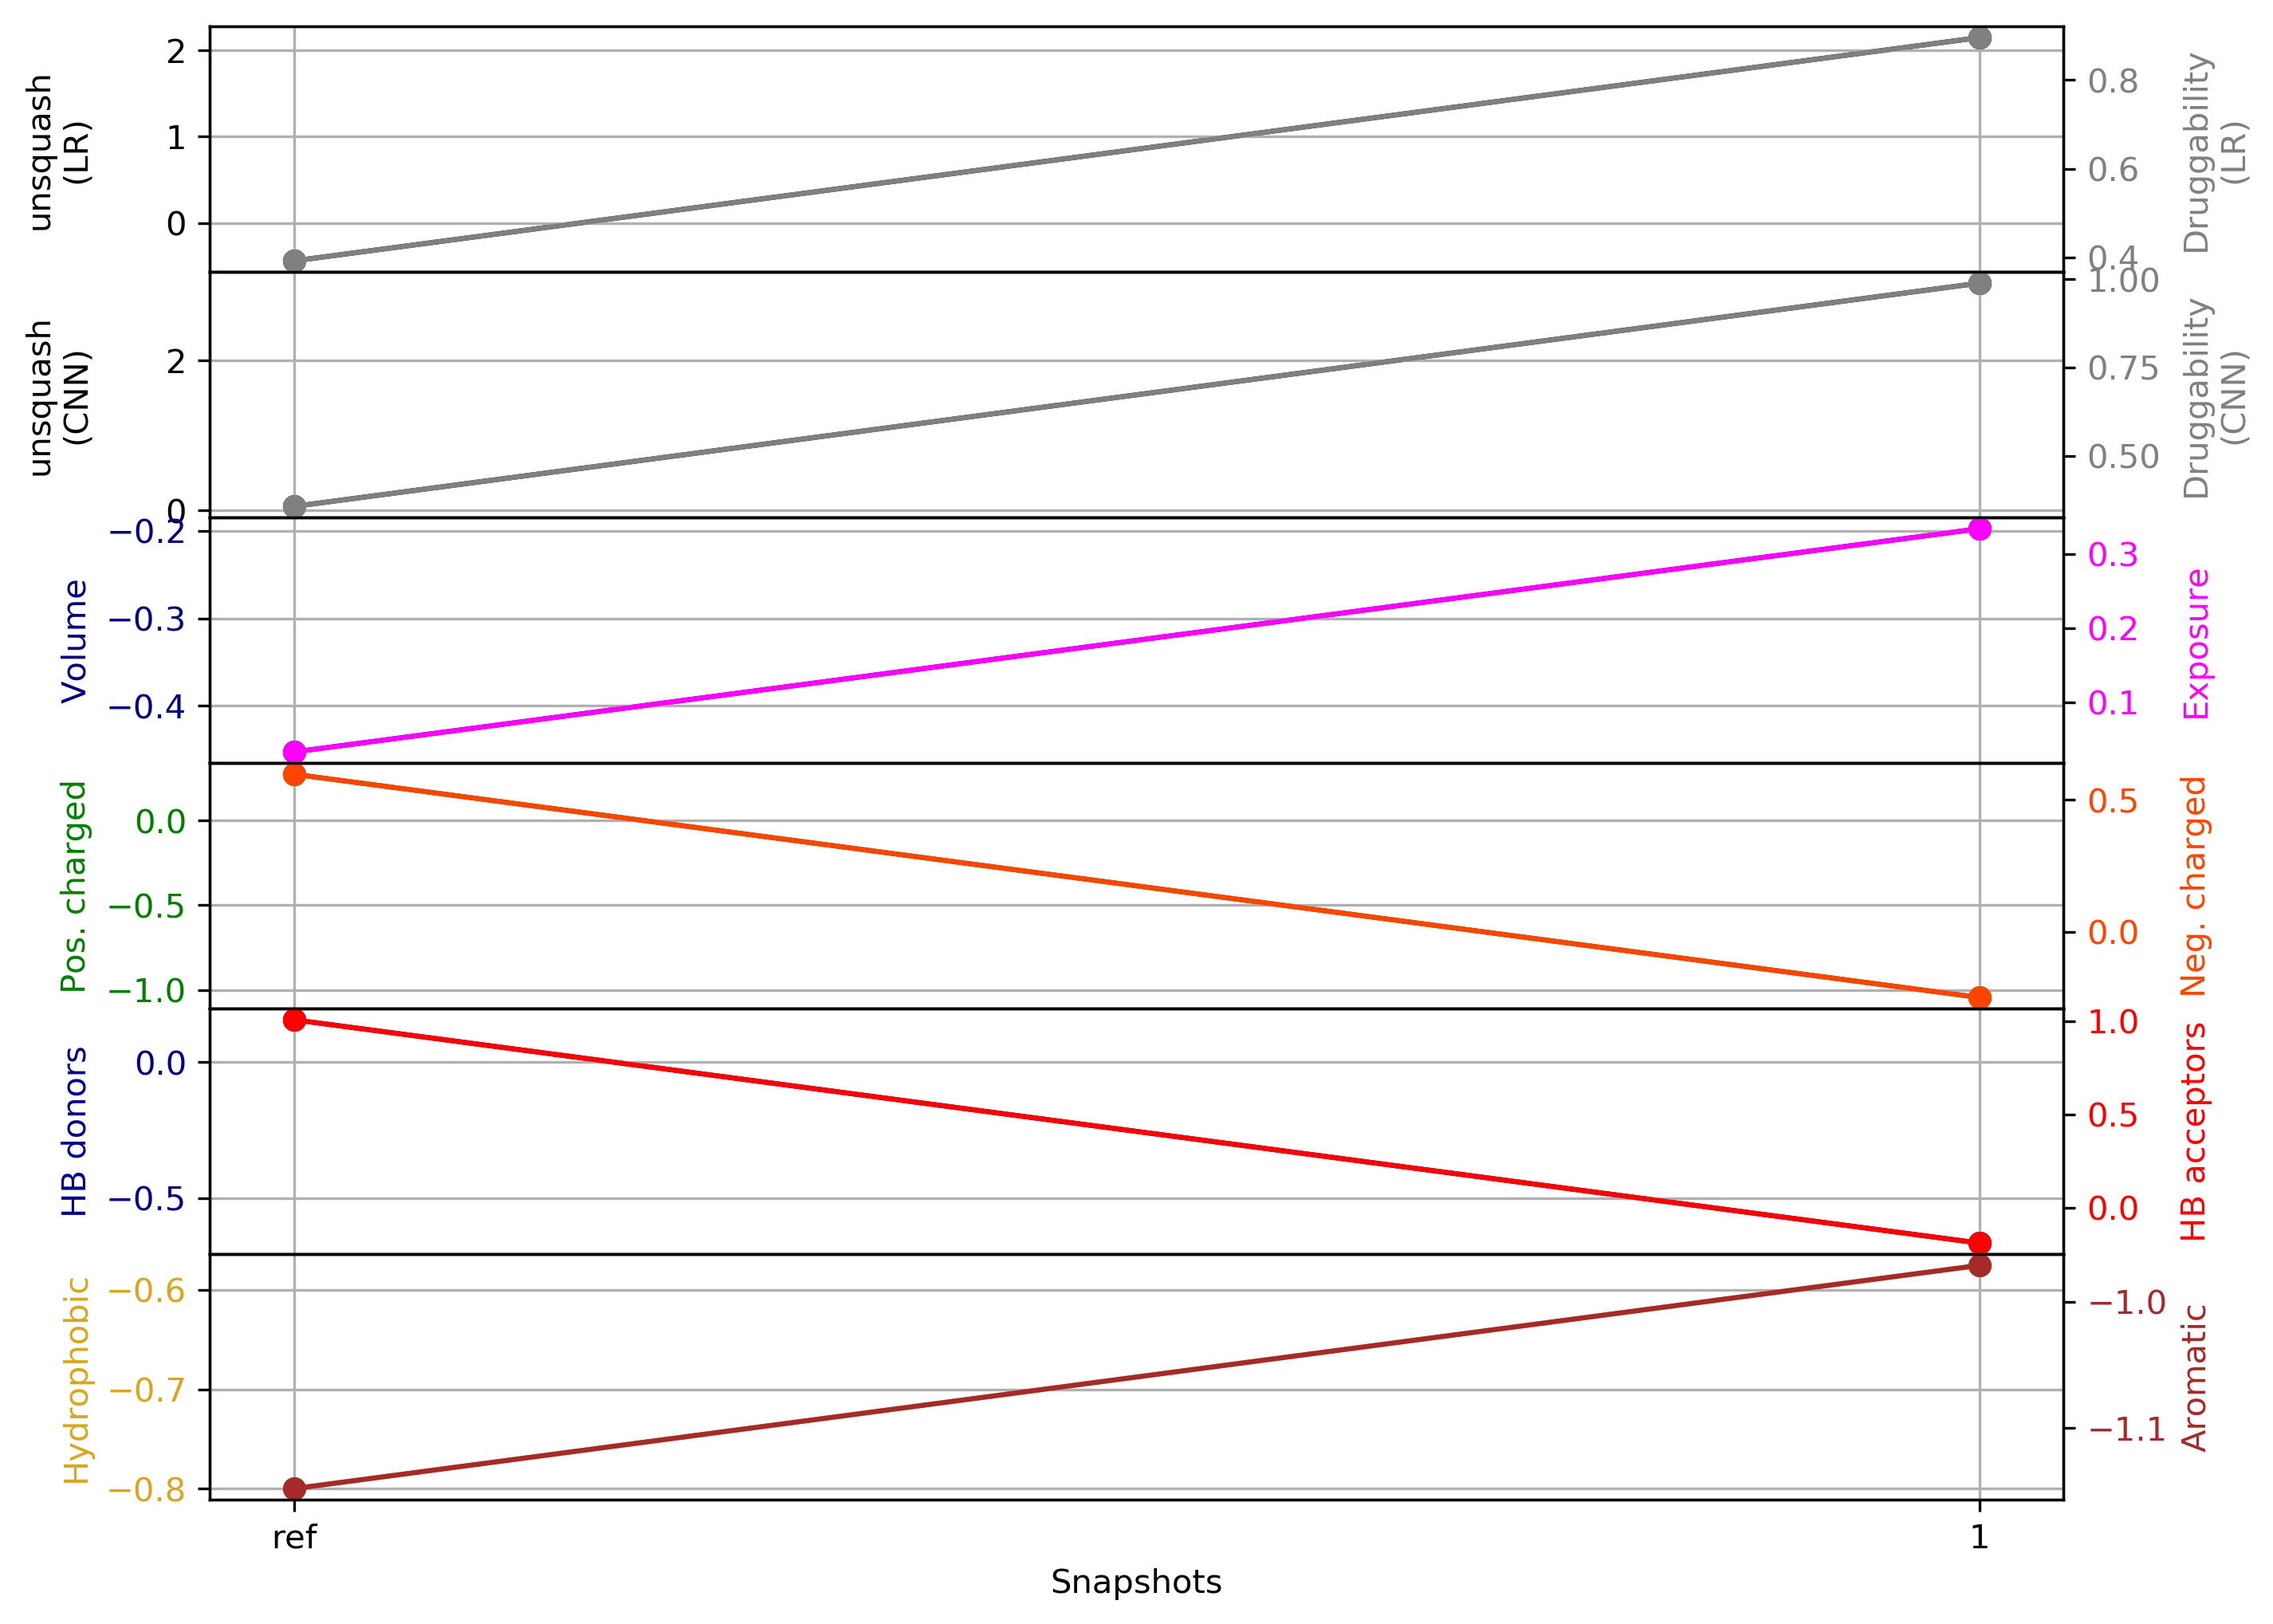 unsquash
(LR)
2
1
0
0.8
0.6
0.4
Druggability
(LR)
unsquash
(CNN)
2
0
1.00
0.75
0.50
Druggability
(CNN)
Volume
−0.2
−0.3
−0.4
0.3
0.2
0.1
Exposure
Pos. charged
0.0
−0.5
−1.0
0.5
0.0
Neg. charged
HB donors
0.0
−0.5
1.0
0.5
0.0
HB acceptors
Hydrophobic
−0.6
−0.7
−0.8
−1.0
−1.1
Aromatic
ref
1
Snapshots